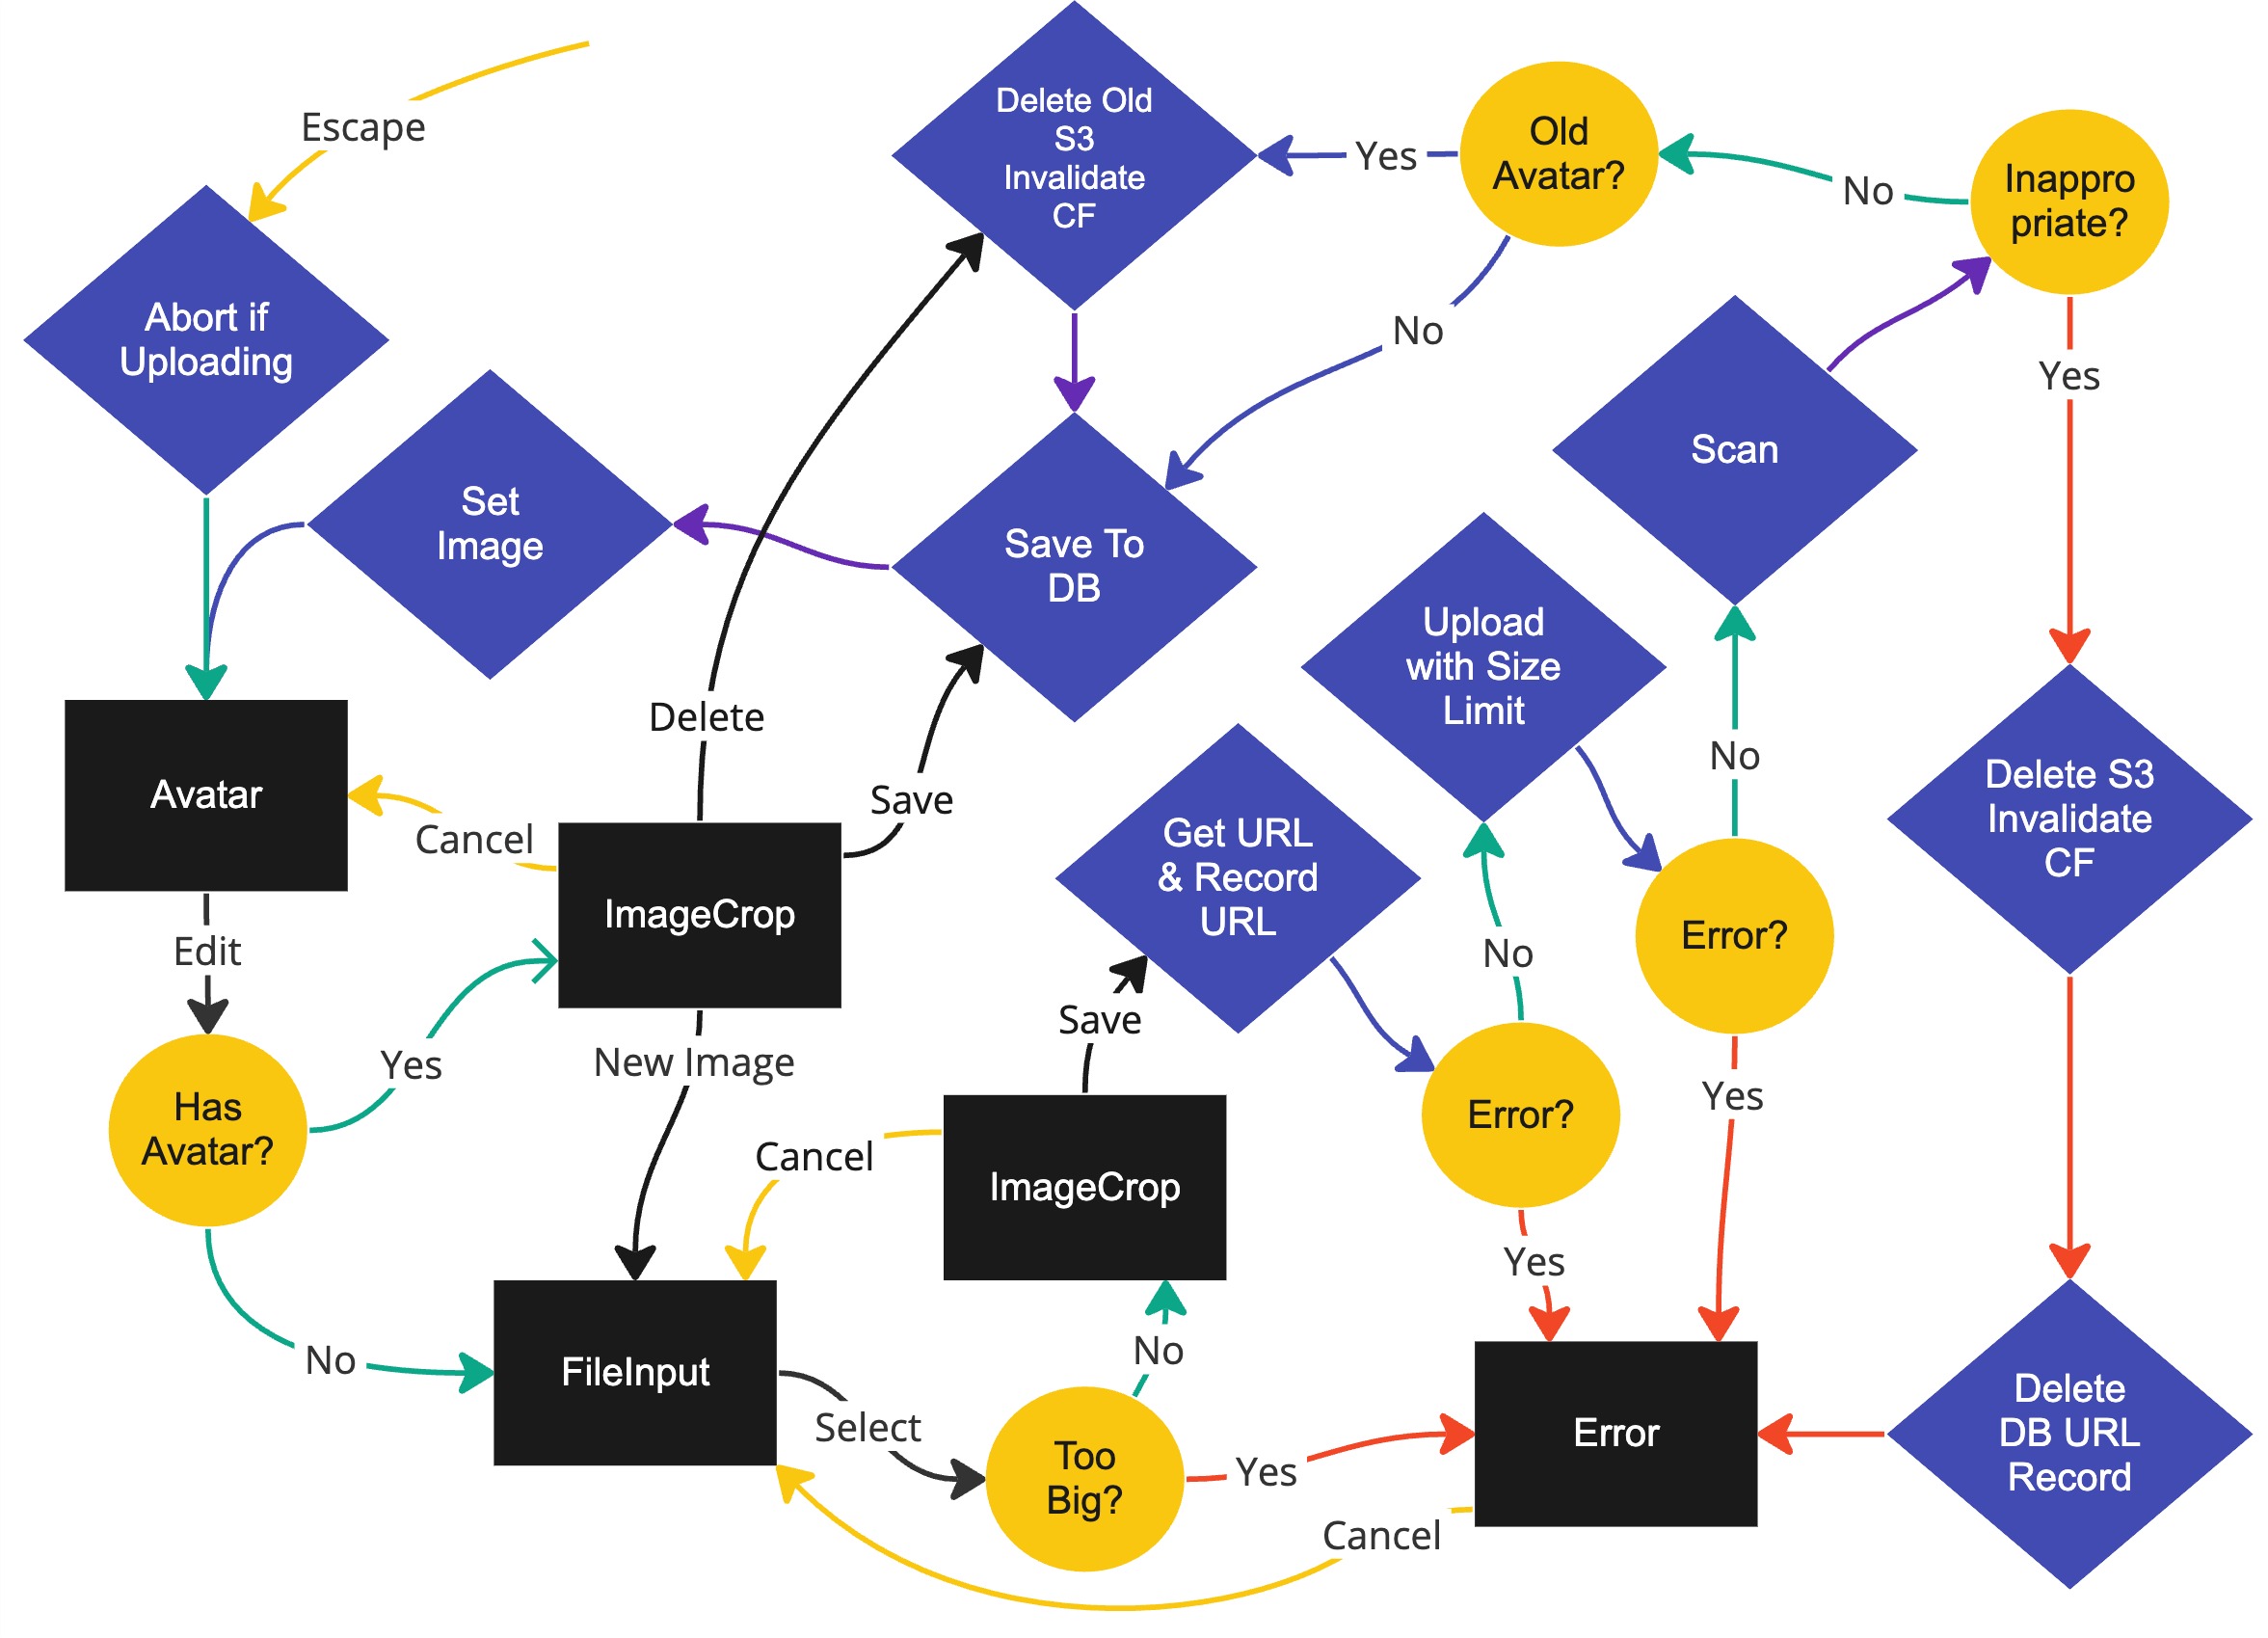 Escape
Delete Old
S3
Invalidate
CF
Yes
Old
Avatar?
No
Inappro
priate?
Abort if
Uploading
No
Yes
Scan
Set
Image
Save To
DB
Upload
with Size
Limit
Delete
No
Avatar
Cancel
Save
Get URL
& Record
URL
Delete S3
Invalidate
CF
ImageCrop
Edit
No
Error?
Save
Yes
New Image
Has
Avatar?
Yes
Error?
Cancel
ImageCrop
Yes
No
No
FileInput
Select
Too
Big?
Yes
Error
Cancel
Delete
DB URL
Record